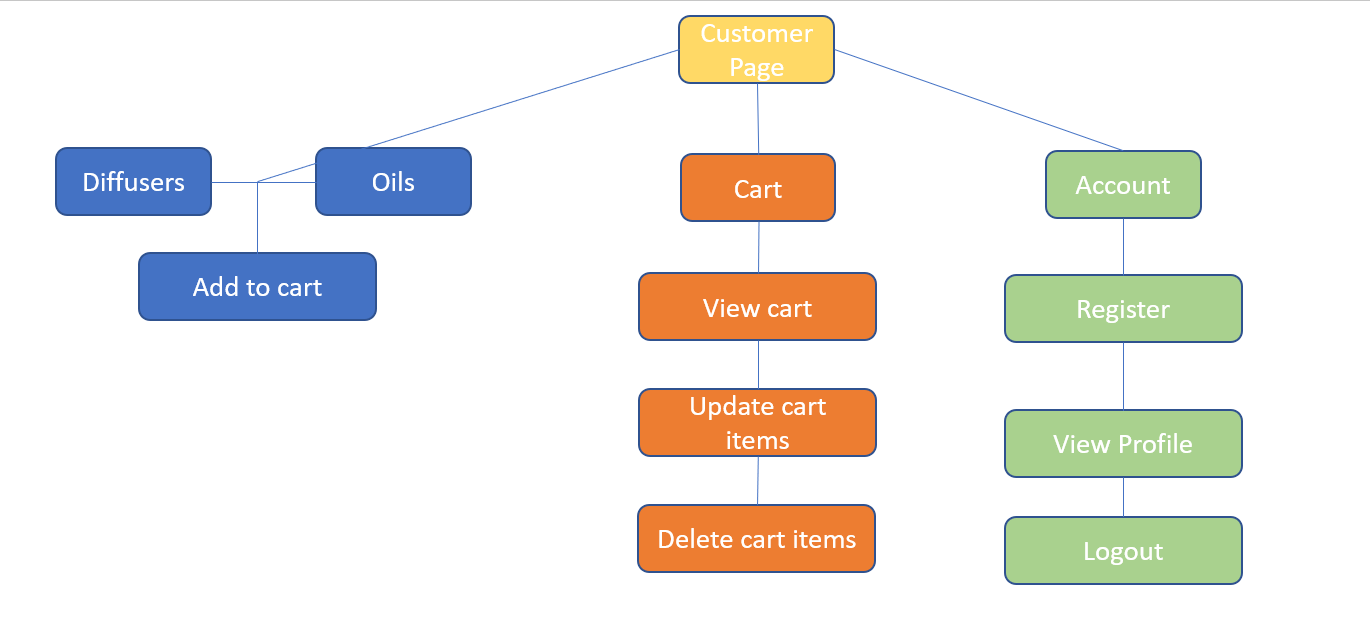 Customer
Page
Diffusers
Oils
Add to cart
Cart
View cart
Update cart
items
Delete cart items
Account
Register
View Profile
Logout